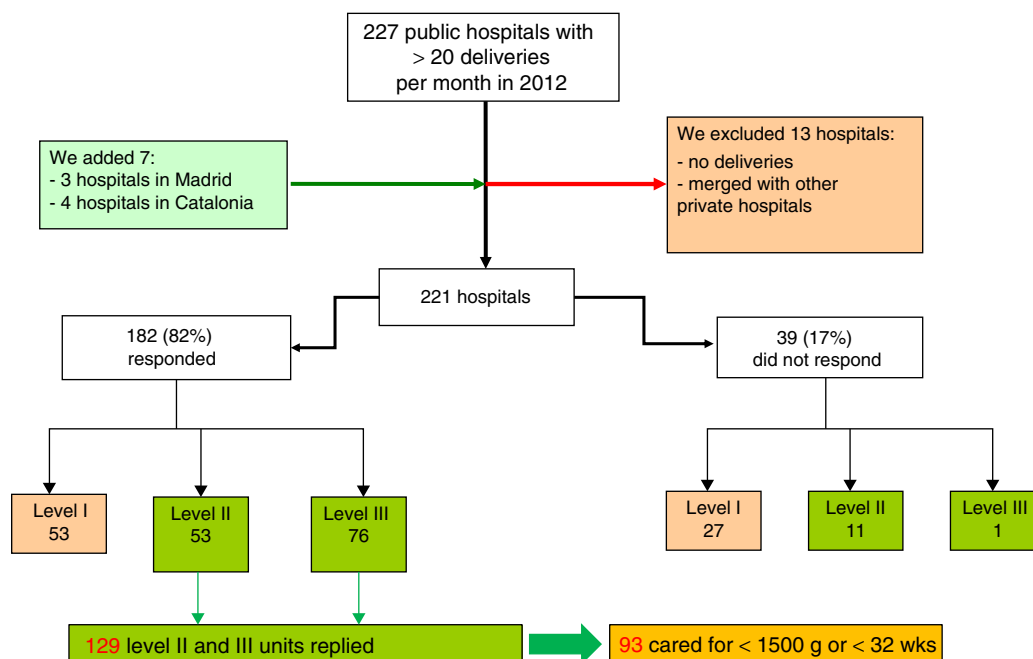 227 public hospitals with
> 20 deliveries
per month in 2012
We added 7:
- 3 hospitals in Madrid
- 4 hospitals in Catalonia
We excluded 13 hospitals:
- no deliveries
- merged with other
private hospitals
221 hospitals
182 (82%)
responded
39 (17%)
did not respond
Level I
53
Level II
53
Level III
76
Level I
27
Level II
11
Level III
1
129 level II and III units replied
93 cared for < 1500 g or < 32 wks